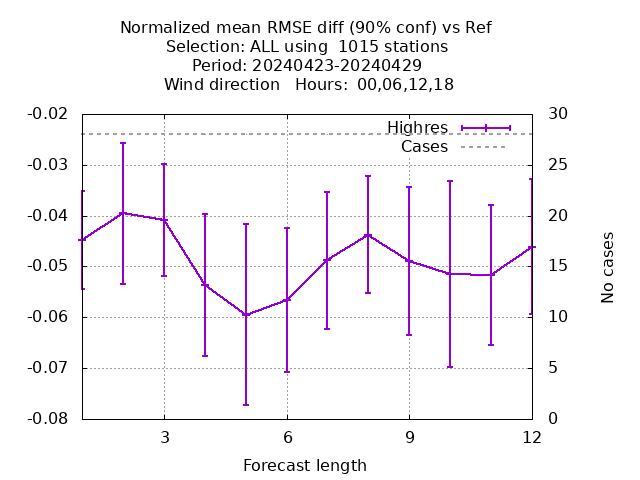 Normalized mean RMSE diff (90% conf) vs Ref
Selection: ALL using  1015 stations
Period: 20240423-20240429
Wind direction   Hours:  00,06,12,18
-0.02
-0.03
-0.04
-0.05
-0.06
-0.07
-0.08
Highres
Cases
30
25
20
15
10
5
0
No cases
3
6
9
12
Forecast length